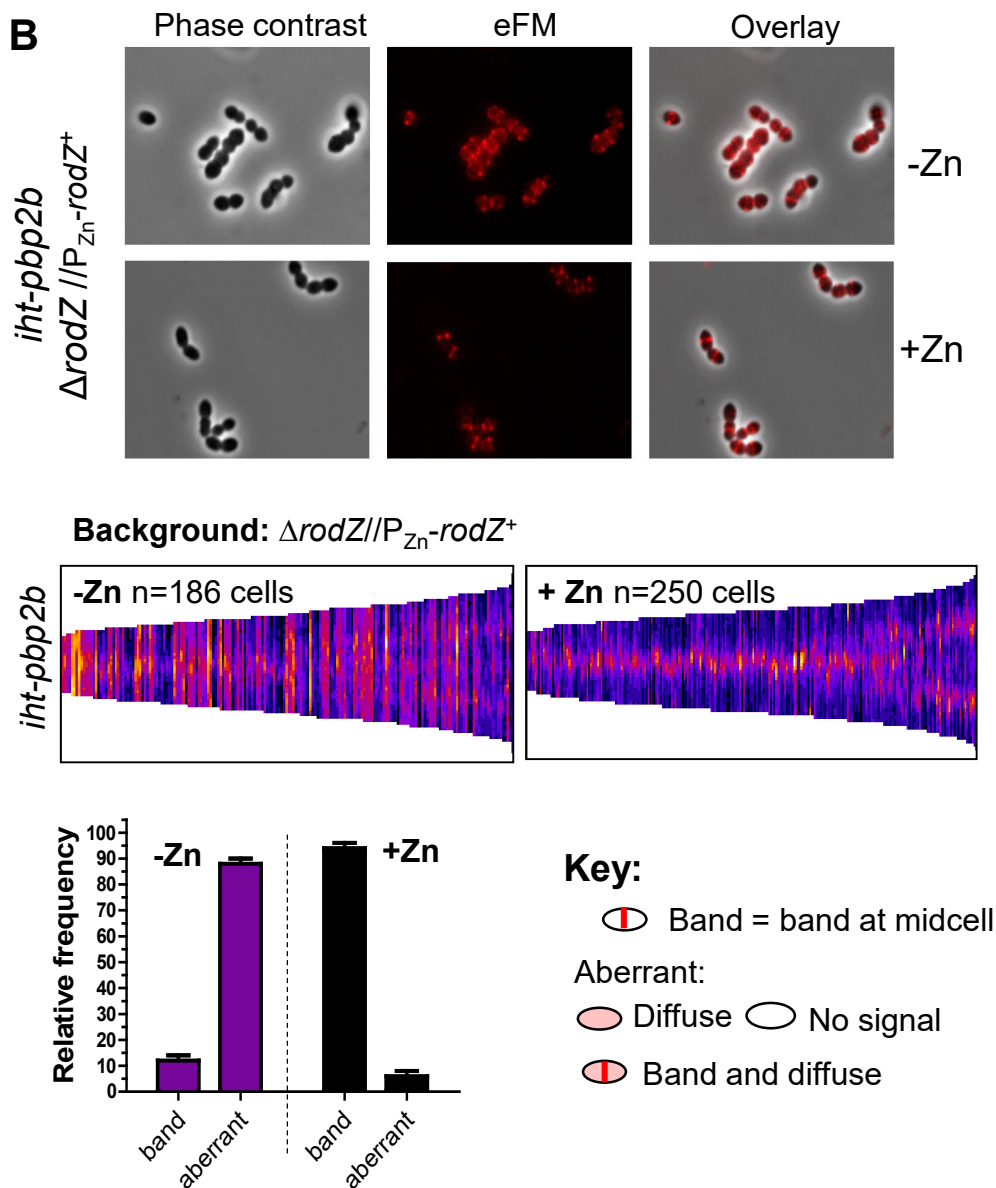 B
Phase contrast
eFM
Overlay
iht-pbp2b
ΔrodZ //PZn-rodZ+
-Zn
+Zn
Background: ΔrodZ//PZn-rodZ+
iht-pbp2b
-Zn n=186 cells
+ Zn n=250 cells
Relative frequency
100
90
80
70
60
50
40
30
20
10
0
-Zn
+Zn
band
aberrant
band
aberrant
Key:
Band = band at midcell
Aberrant:
Diffuse
No signal
Band and diffuse